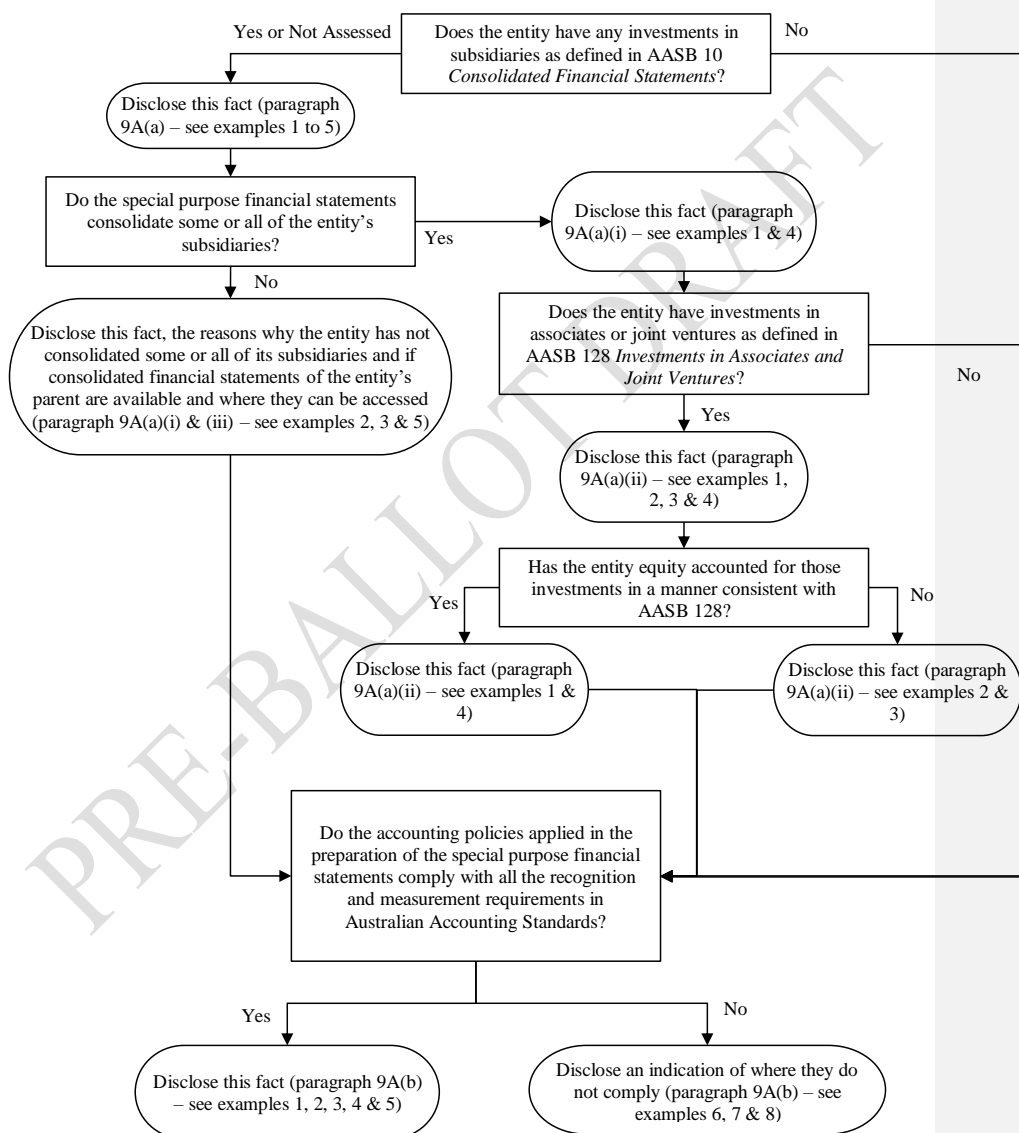 Yes or Not Assessed
Does the entity have any investments in
subsidiaries as defined in AASB 10
Consolidated Financial Statements?
No
Disclose this fact (paragraph
9A(a) – see examples 1 to 5)
Do the special purpose financial statements
consolidate some or all of the entity’s
subsidiaries?
Yes
Disclose this fact (paragraph
9A(a)(i) – see examples 1 & 4)
No
Disclose this fact, the reasons why the entity has not
consolidated some or all of its subsidiaries and if
consolidated financial statements of the entity’s
parent are available and where they can be accessed
(paragraph 9A(a)(i) & (iii) – see examples 2, 3 & 5)
Does the entity have investments in
associates or joint ventures as defined in
AASB 128 Investments in Associates and
Joint Ventures?
No
Yes
Disclose this fact (paragraph
9A(a)(ii) – see examples 1,
2, 3 & 4)
Has the entity equity accounted for those
investments in a manner consistent with
AASB 128?
Yes
No
Disclose this fact (paragraph
9A(a)(ii) – see examples 1 &
4)
Disclose this fact (paragraph
9A(a)(ii) – see examples 2 &
3)
Do the accounting policies applied in the
preparation of the special purpose financial
statements comply with all the recognition
and measurement requirements in
Australian Accounting Standards?
Yes
No
Disclose this fact (paragraph 9A(b)
– see examples 1, 2, 3, 4 & 5)
Disclose an indication of where they do
not comply (paragraph 9A(b) – see
examples 6, 7 & 8)
PRE-BALLOT DRAFT